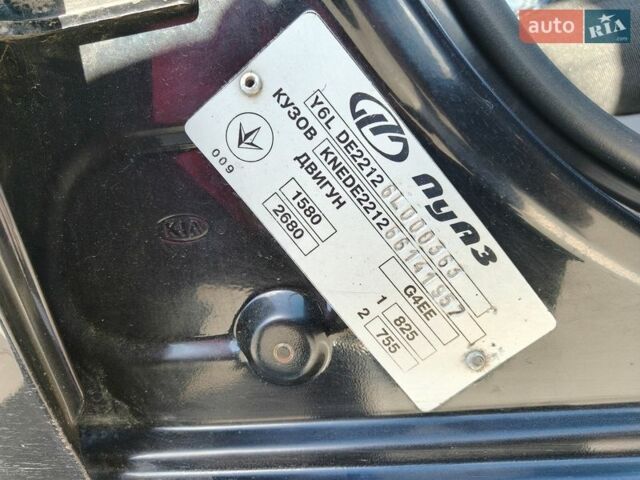 auto RIA.com
ЛуАЗ
Y6L DE2212 6L000363
КУЗОВ KNEDE2212 66141957
ДВИГУН G4EE
009
1580
2680
1 825
2 755
KIA